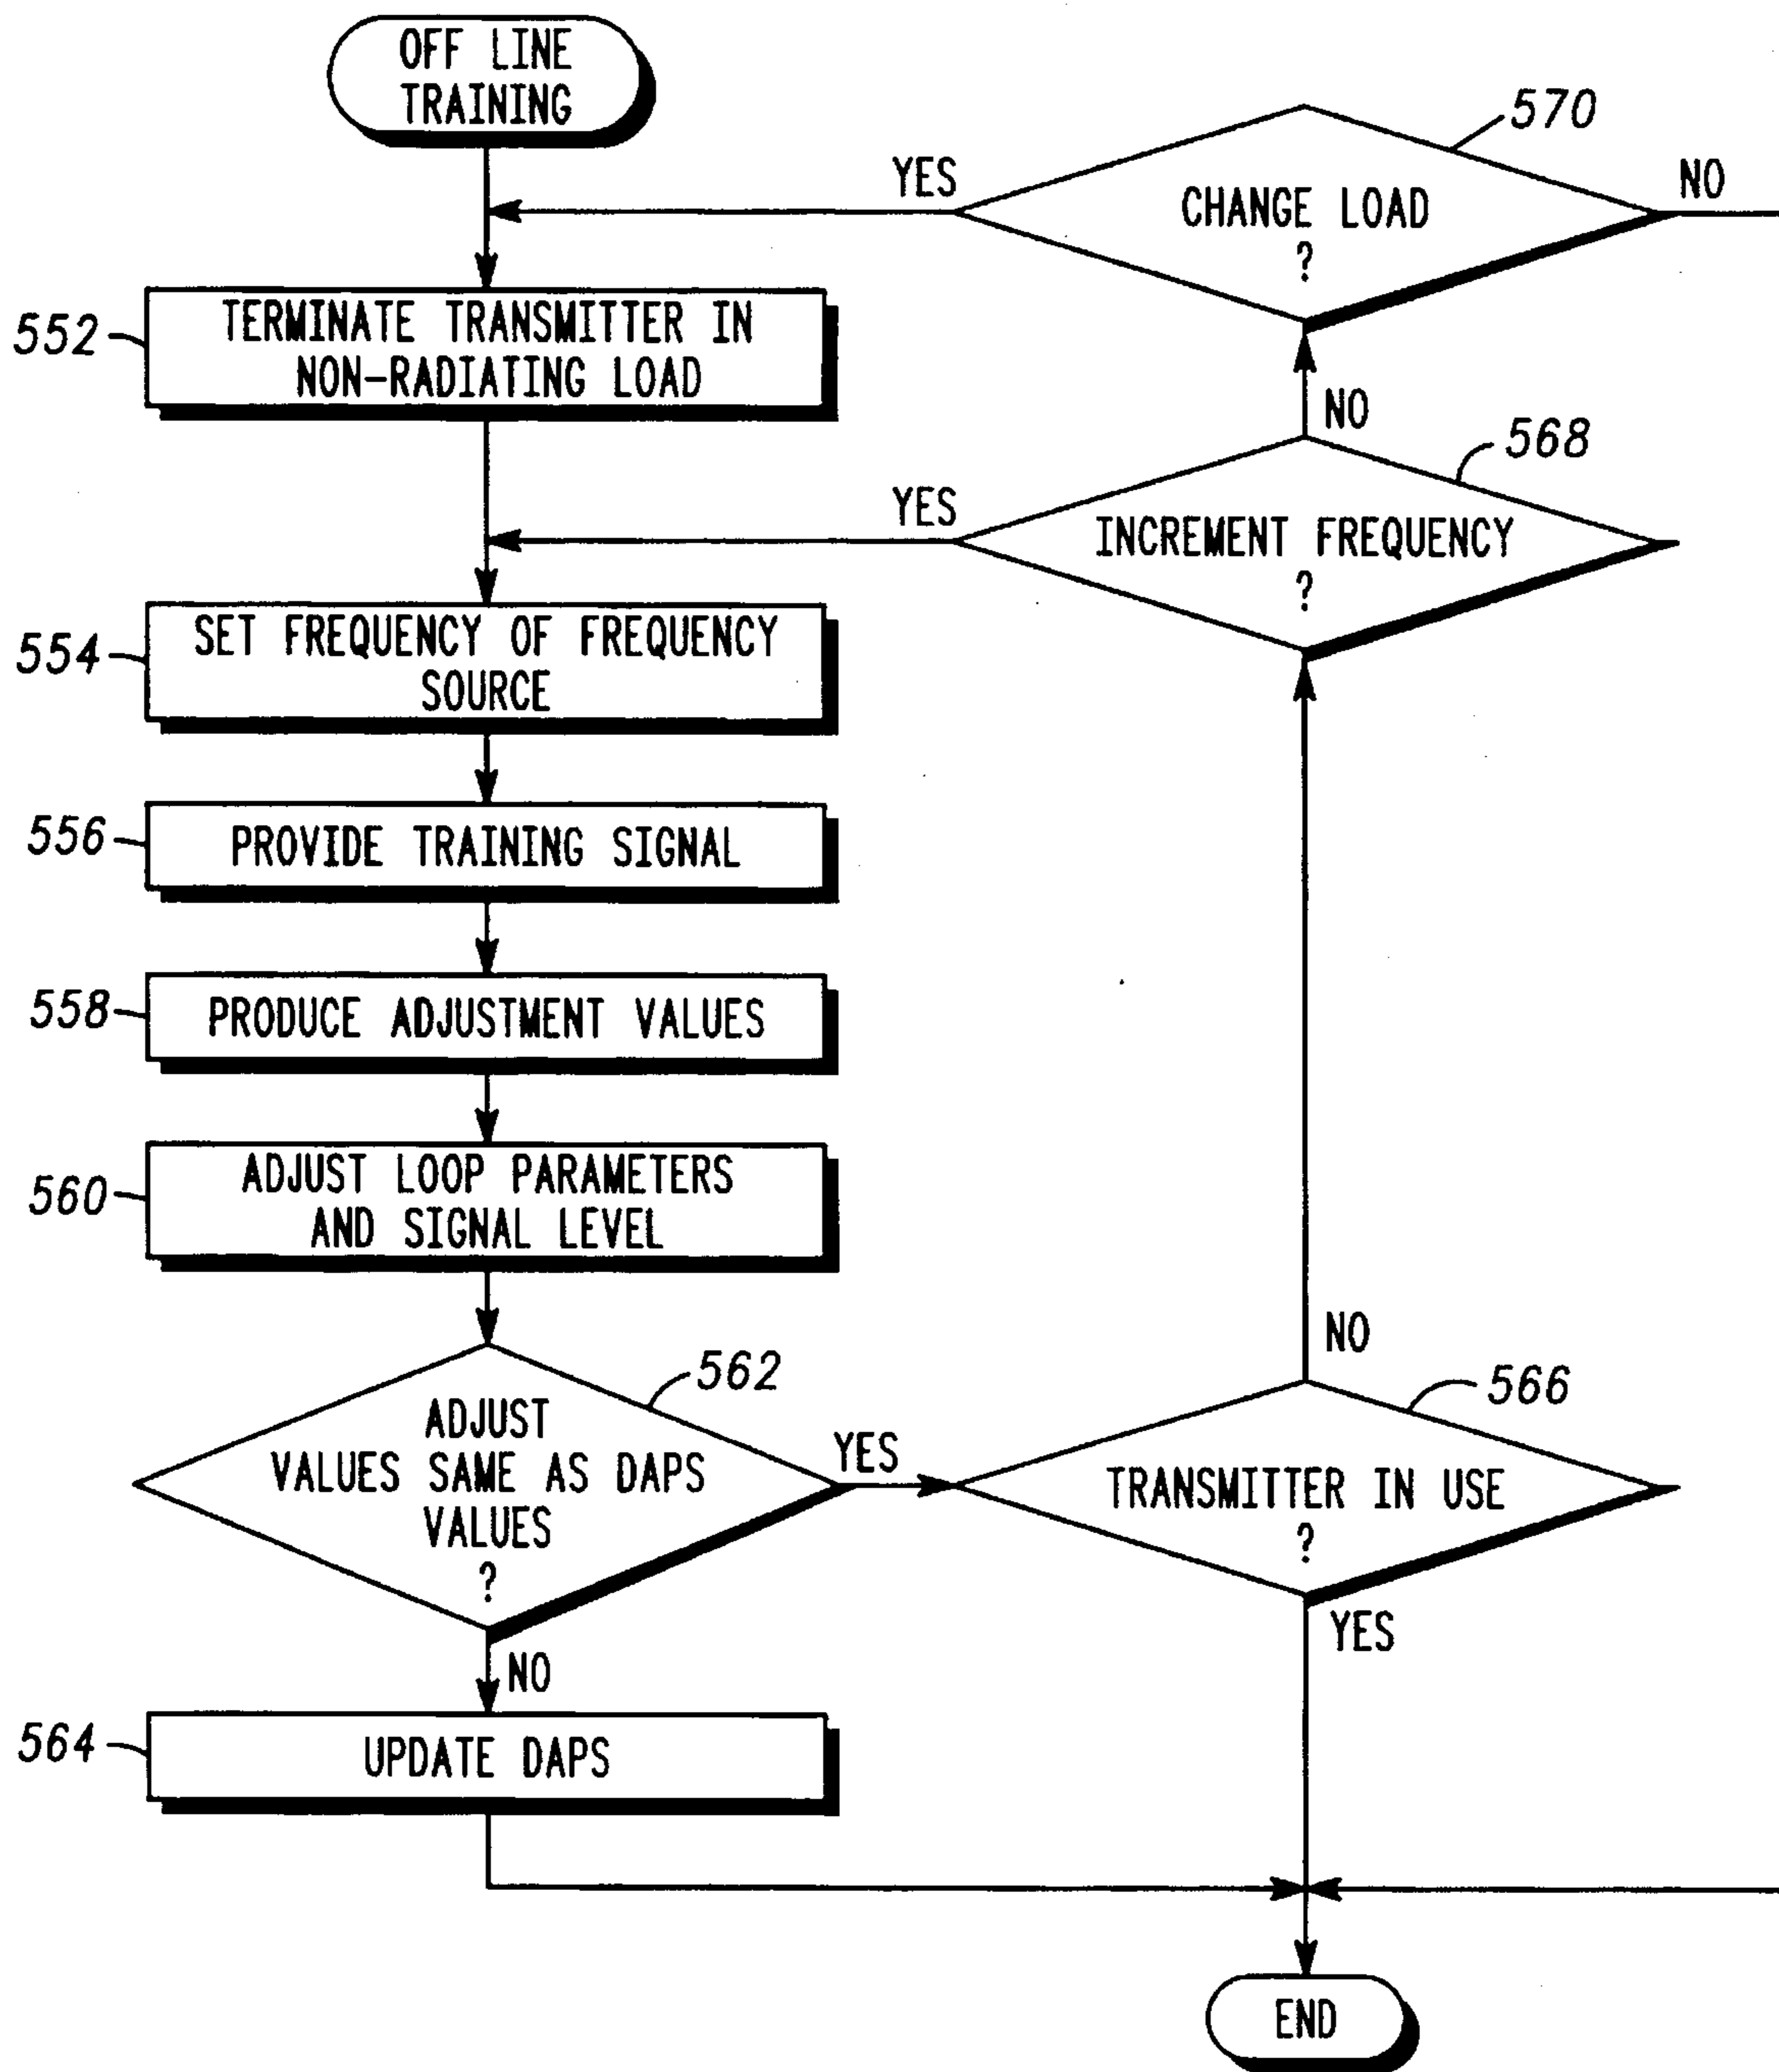 OFF LINE
TRAINING
552
TERMINATE TRANSMITTER IN
NON-RADIATING LOAD
554
SET FREQUENCY OF FREQUENCY
SOURCE
556
PROVIDE TRAINING SIGNAL
558
PRODUCE ADJUSTMENT VALUES
560
ADJUST LOOP PARAMETERS
AND SIGNAL LEVEL
562
ADJUST
VALUES SAME AS DAPS
VALUES
?
YES
NO
564
UPDATE DAPS
566
TRANSMITTER IN USE
?
NO
YES
568
INCREMENT FREQUENCY
?
YES
NO
570
CHANGE LOAD
?
YES
NO
END